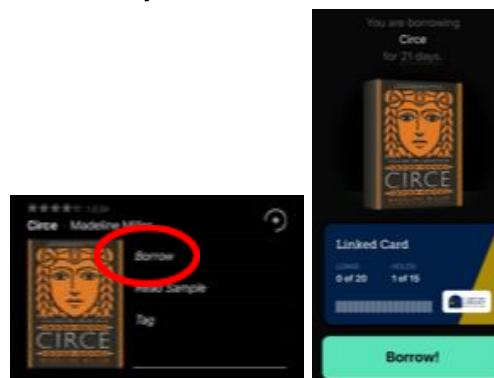 Circe Madeline
Borrow
Read Sample
Tag
CIRCE
You are borrowing
Circe
for 21 days.
CIRCE
MADELINE MILLER
Linked Card
LOANS HOLDS
0 of 20 1 of 15
Borrow!